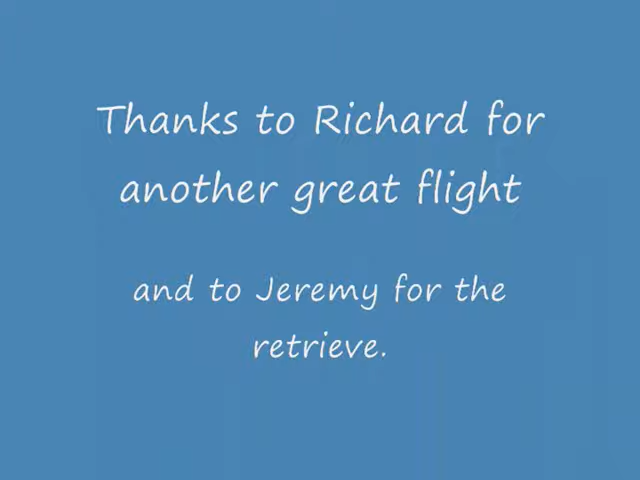 Thanks to Richard for
another great flight
and to Jeremy for the
retrieve.